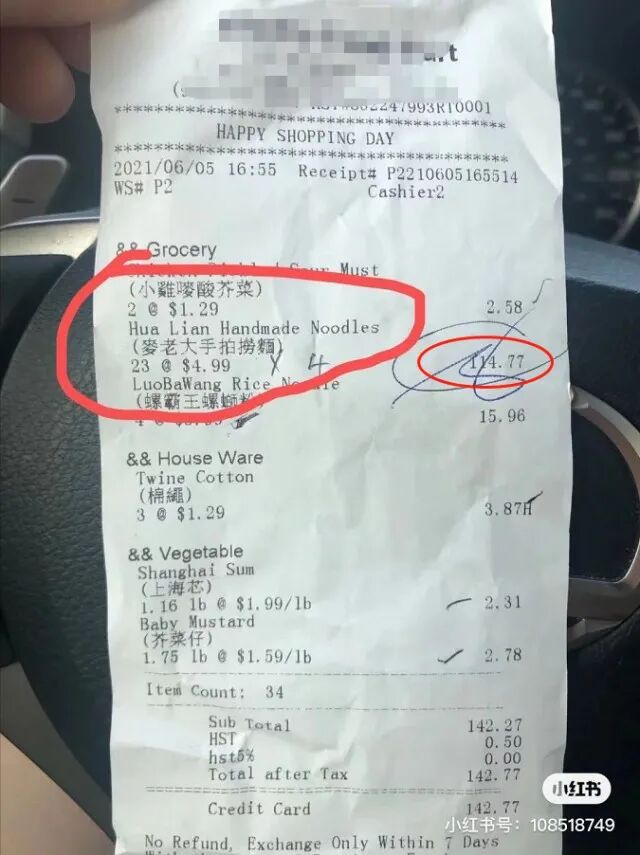 HAPPY SHOPPING DAY
2021/06/05 16:55 Receipt# P2210605165514
WS# P2 Cashier2
&& Grocery
Must
(小雞嘜酸芥菜)
2 @ $1.29 2.58
Hua Lian Handmade Noodles
(麥老大手拍撈麵)
23 @ $4.99 X 4 114.77
LuoBaWang Rice Noodle
(螺霸王螺螄粉)
4 @ 15.96
&& House Ware
Twine Cotton
(棉繩)
3 @ $1.29 3.87H
&& Vegetable
Shanghai Sum
(上海芯)
1.16 lb @ $1.99/lb 2.31
Baby Mustard
(芥菜仔)
1.75 lb @ $1.59/lb 2.78
Item Count: 34
Sub Total 142.27
HST 0.50
hst5% 0.00
Total after Tax 142.77
Credit Card 142.77
小红书
小红书号：108518749
No Refund, Exchange Only Within 7 Days